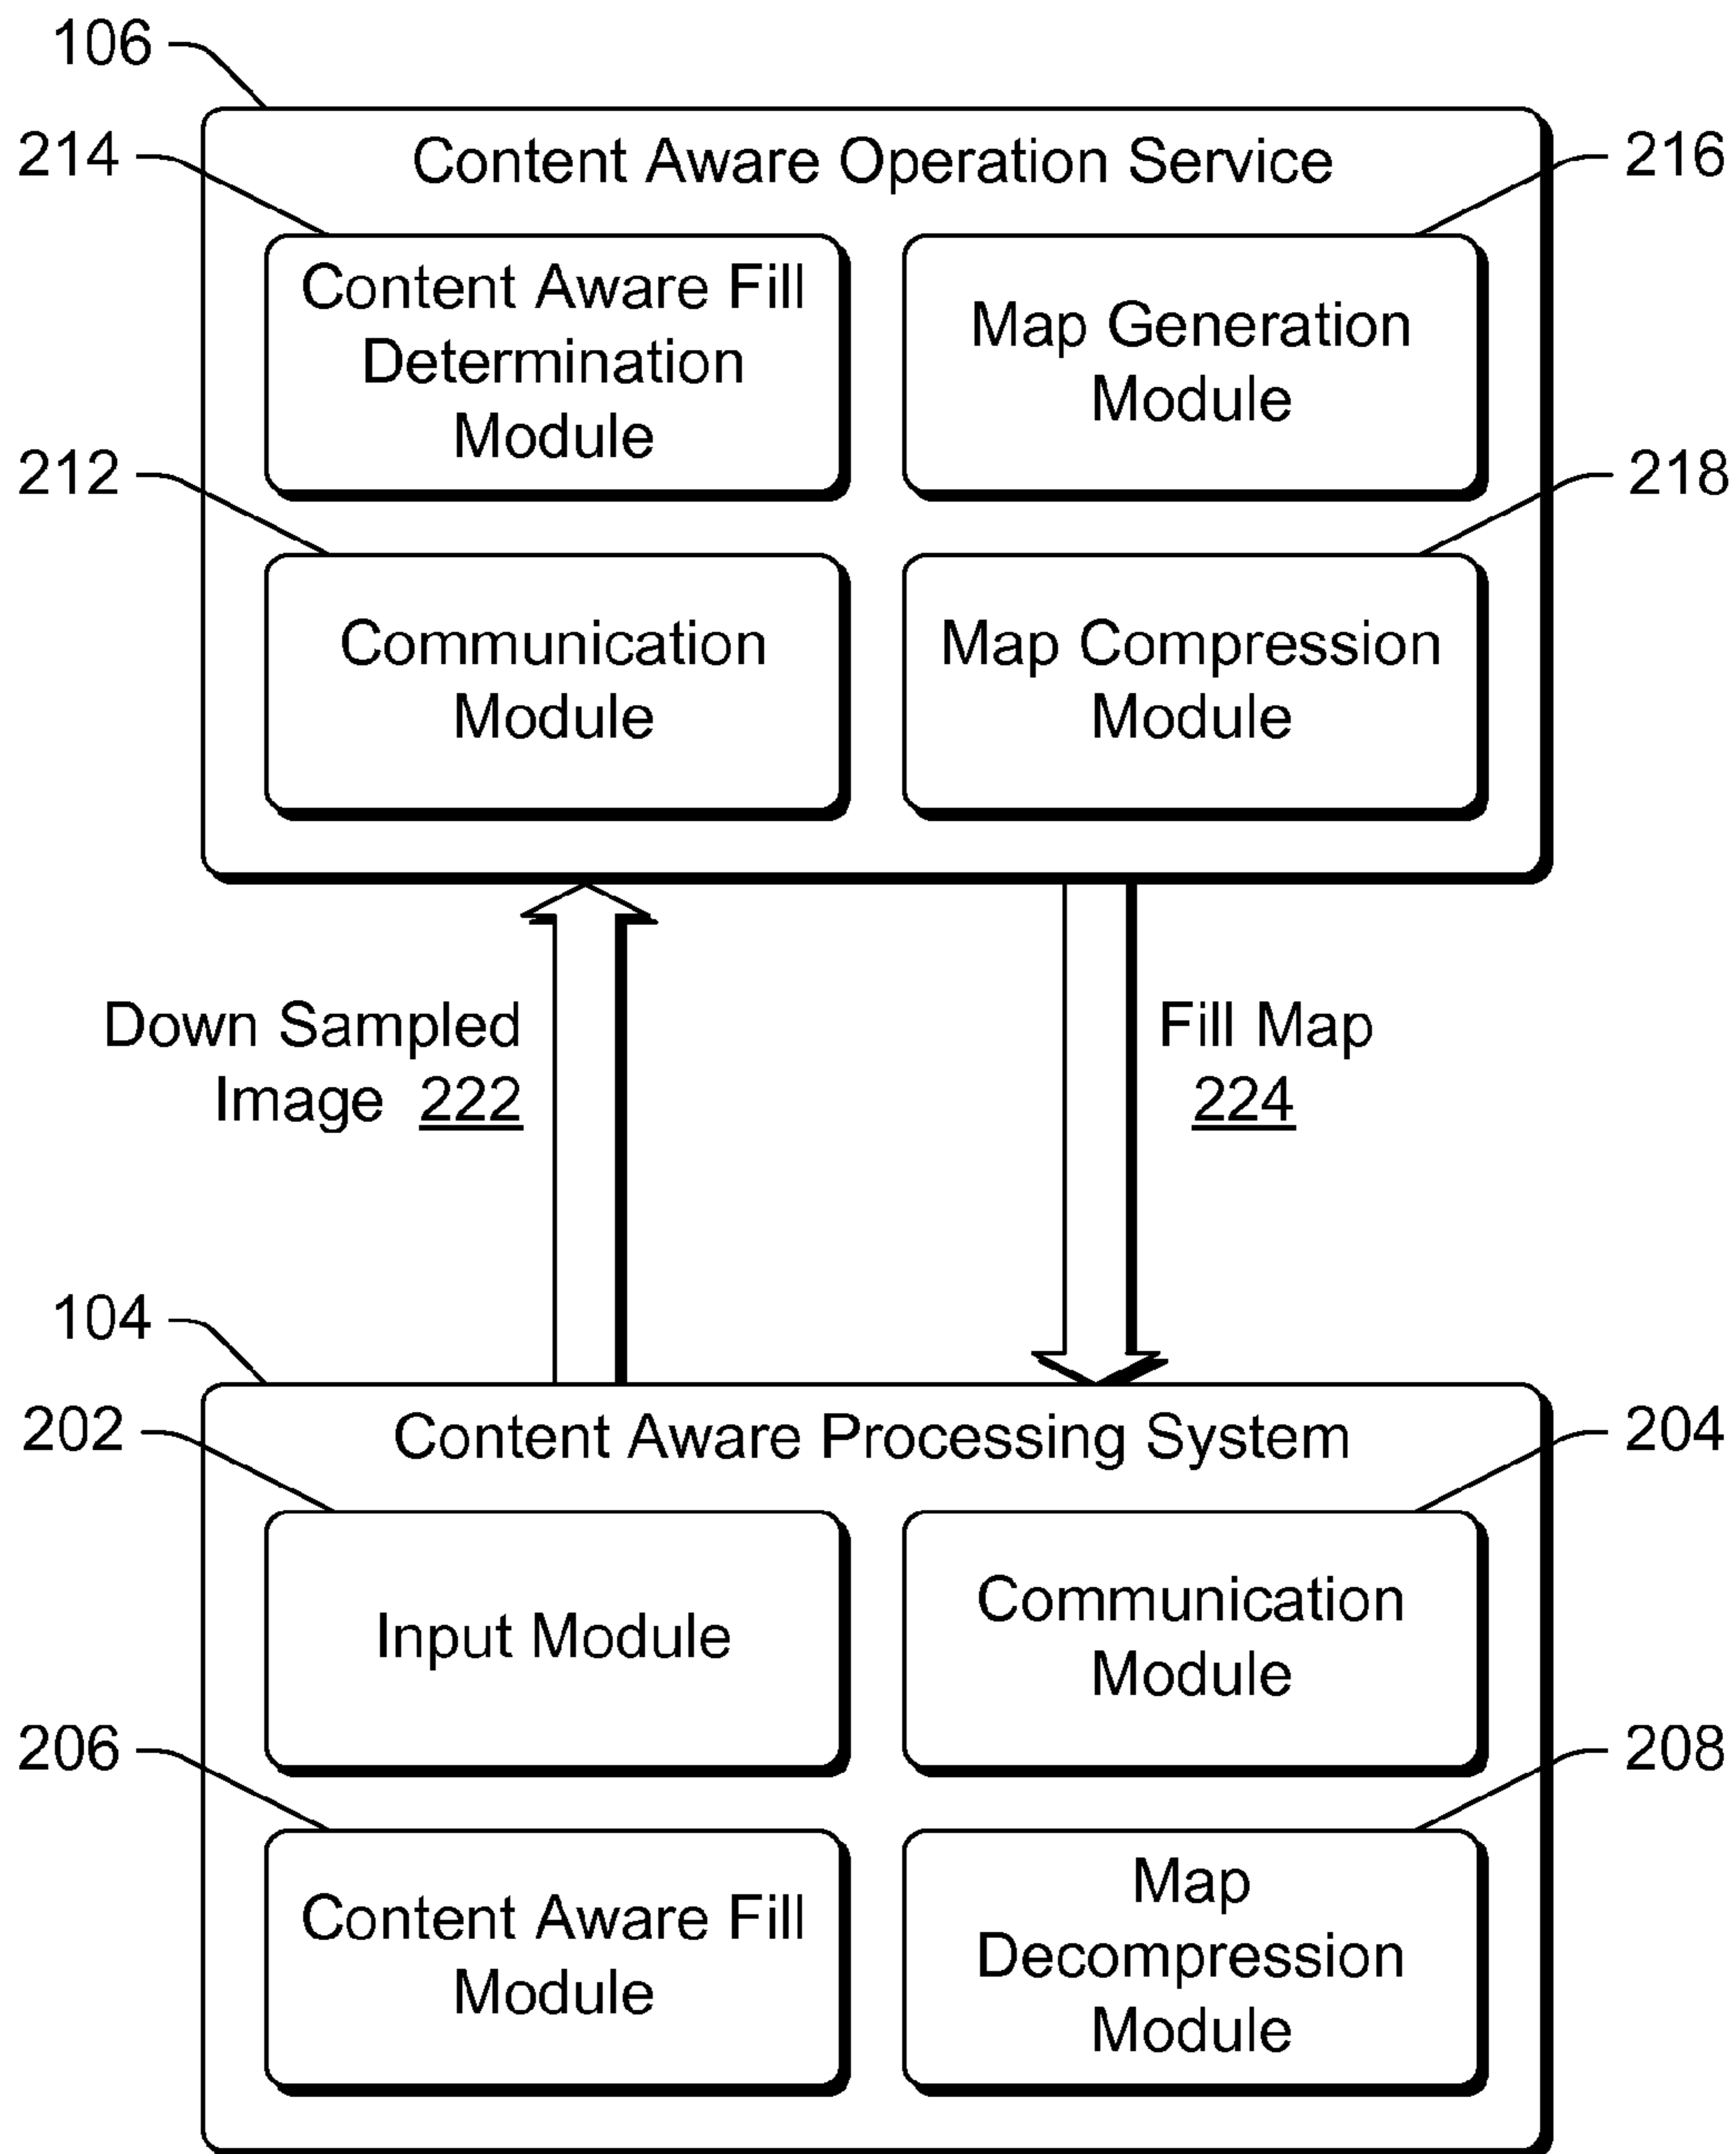 106
214
Content Aware Operation Service
216
Content Aware Fill
Determination
Module
Map Generation
Module
212
218
Communication
Module
Map Compression
Module
Down Sampled
Image 222
Fill Map
224
104
202
Content Aware Processing System
204
Input Module
Communication
Module
206
208
Content Aware Fill
Module
Map
Decompression
Module